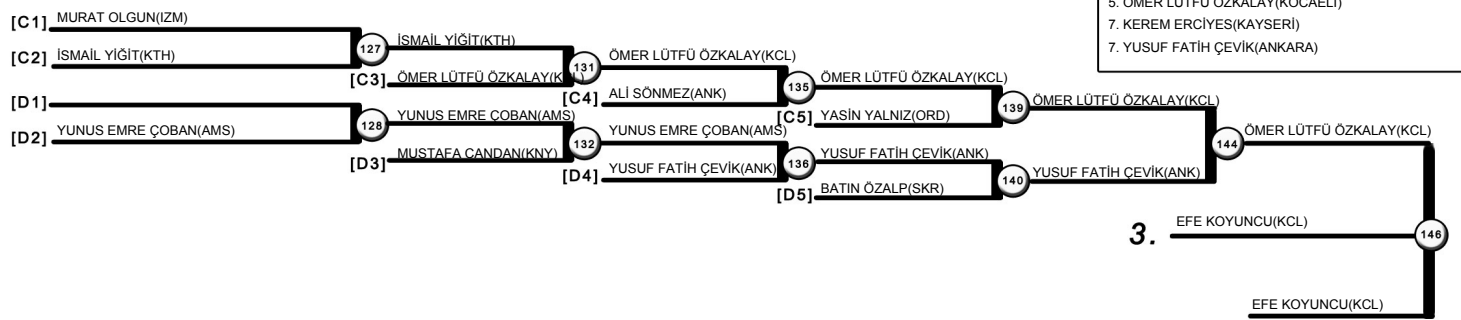 5. ÖMER LÜTFÜ ÖZKALAY(KOCAELİ)
7. KEREM ERCİYES(KAYSERİ)
7. YUSUF FATİH ÇEVİK(ANKARA)
[C1] MURAT OLGUN(IZM)
[C2] İSMAİL YİĞİT(KTH)
127
İSMAİL YİĞİT(KTH)
[C3] ÖMER LÜTFÜ ÖZKALAY(KCL)
131
ÖMER LÜTFÜ ÖZKALAY(KCL)
[C4] ALİ SÖNMEZ(ANK)
135
ÖMER LÜTFÜ ÖZKALAY(KCL)
[C5] YASİN YALNIZ(ORD)
139
ÖMER LÜTFÜ ÖZKALAY(KCL)
[D1]
[D2] YUNUS EMRE ÇOBAN(AMS)
128
YUNUS EMRE ÇOBAN(AMS)
[D3] MUSTAFA CANDAN(KNY)
132
YUNUS EMRE ÇOBAN(AMS)
[D4] YUSUF FATİH ÇEVİK(ANK)
136
YUSUF FATİH ÇEVİK(ANK)
[D5] BATIN ÖZALP(SKR)
140
YUSUF FATİH ÇEVİK(ANK)
144
ÖMER LÜTFÜ ÖZKALAY(KCL)
3. EFE KOYUNCU(KCL)
146
EFE KOYUNCU(KCL)